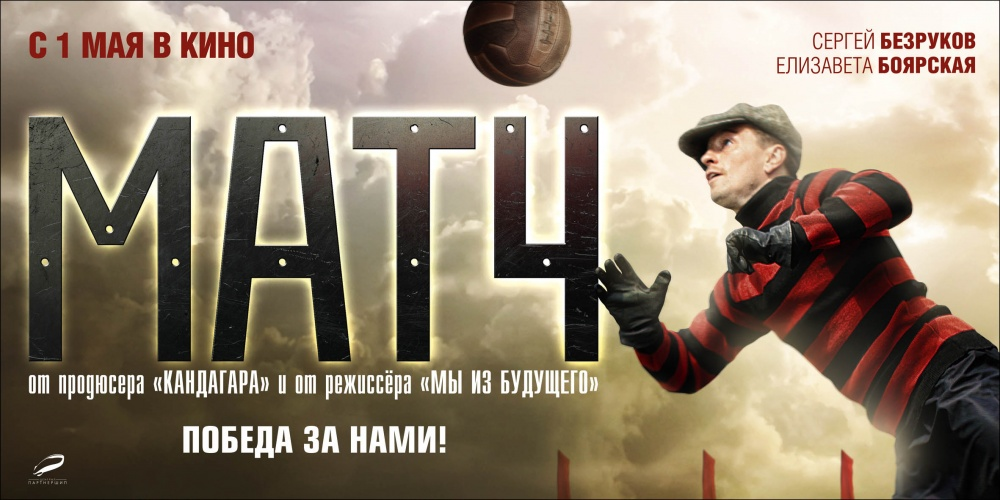 С 1 МАЯ В КИНО
СЕРГЕЙ БЕЗРУКОВ
ЕЛИЗАВЕТА БОЯРСКАЯ
МАТЧ
от продюсера «КАНДАГАРА» и от режиссёра «МЫ ИЗ БУДУЩЕГО»
ПОБЕДА ЗА НАМИ!
ПАРТНЕРШИП